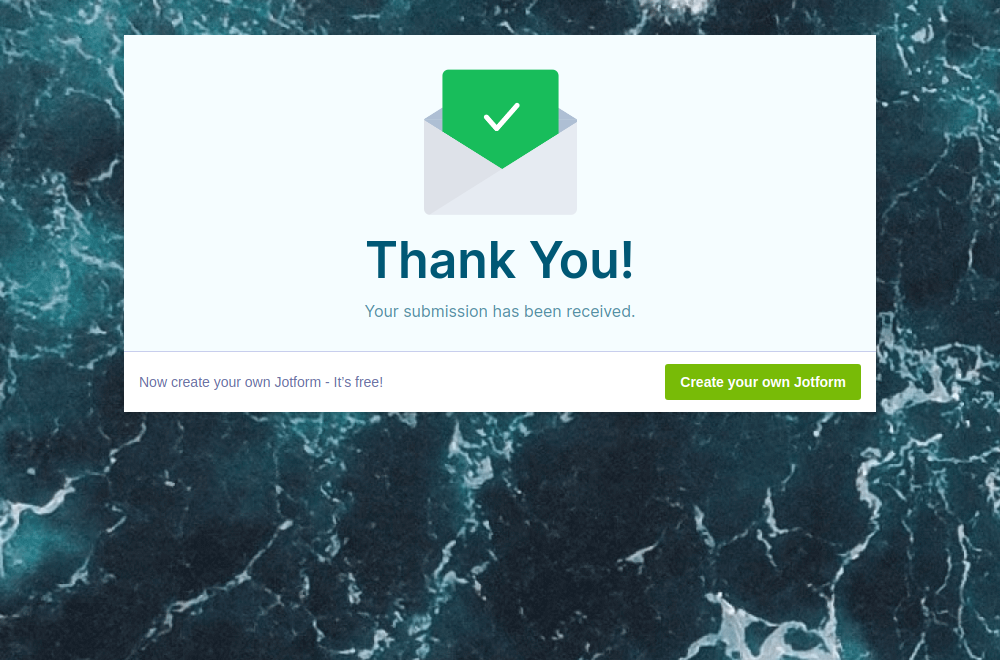 Thank You!
Your submission has been received.
Now create your own Jotform - It's free!
Create your own Jotform